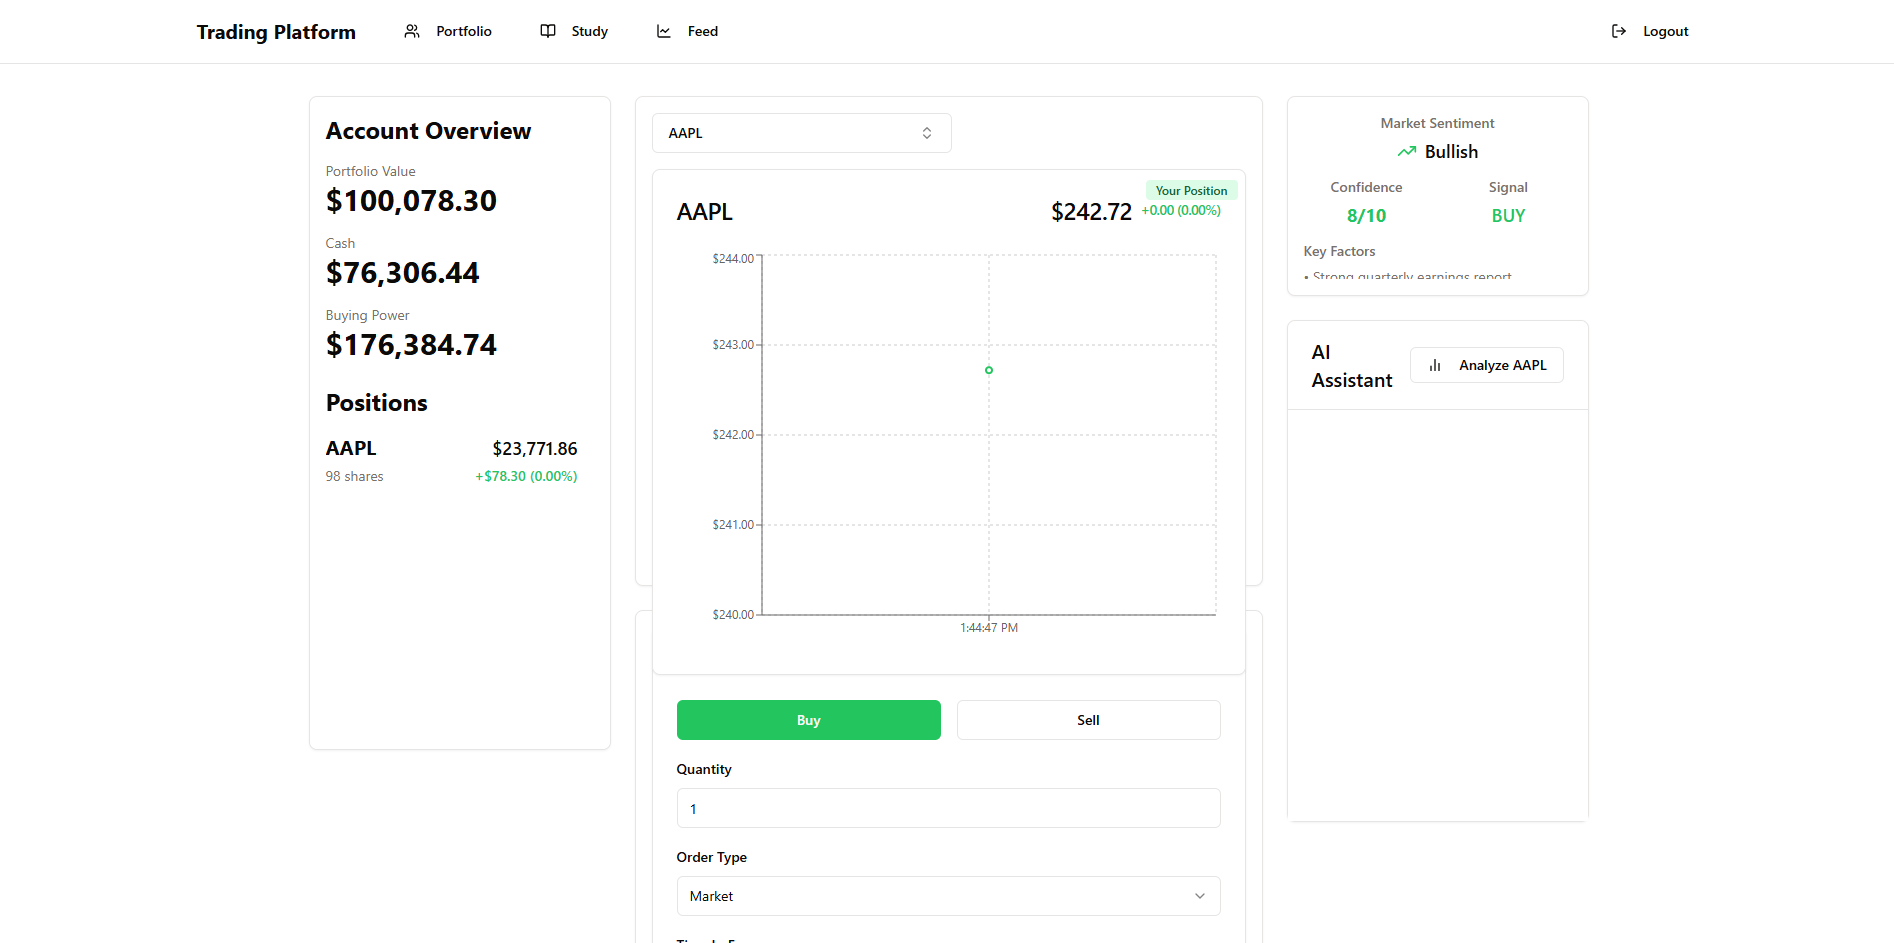 Trading Platform
Portfolio
Study
Feed
Logout
Account Overview
Portfolio Value
$100,078.30
Cash
$76,306.44
Buying Power
$176,384.74
Positions
AAPL $23,771.86
98 shares +$78.30 (0.00%)
AAPL
Your Position
AAPL $242.72 +0.00 (0.00%)
$244.00
$243.00
$242.00
$241.00
$240.00
1:44:47 PM
Buy
Sell
Quantity
1
Order Type
Market
Market Sentiment
Bullish
Confidence Signal
8/10 BUY
Key Factors
• Strong quarterly earnings report
AI
Assistant
Analyze AAPL